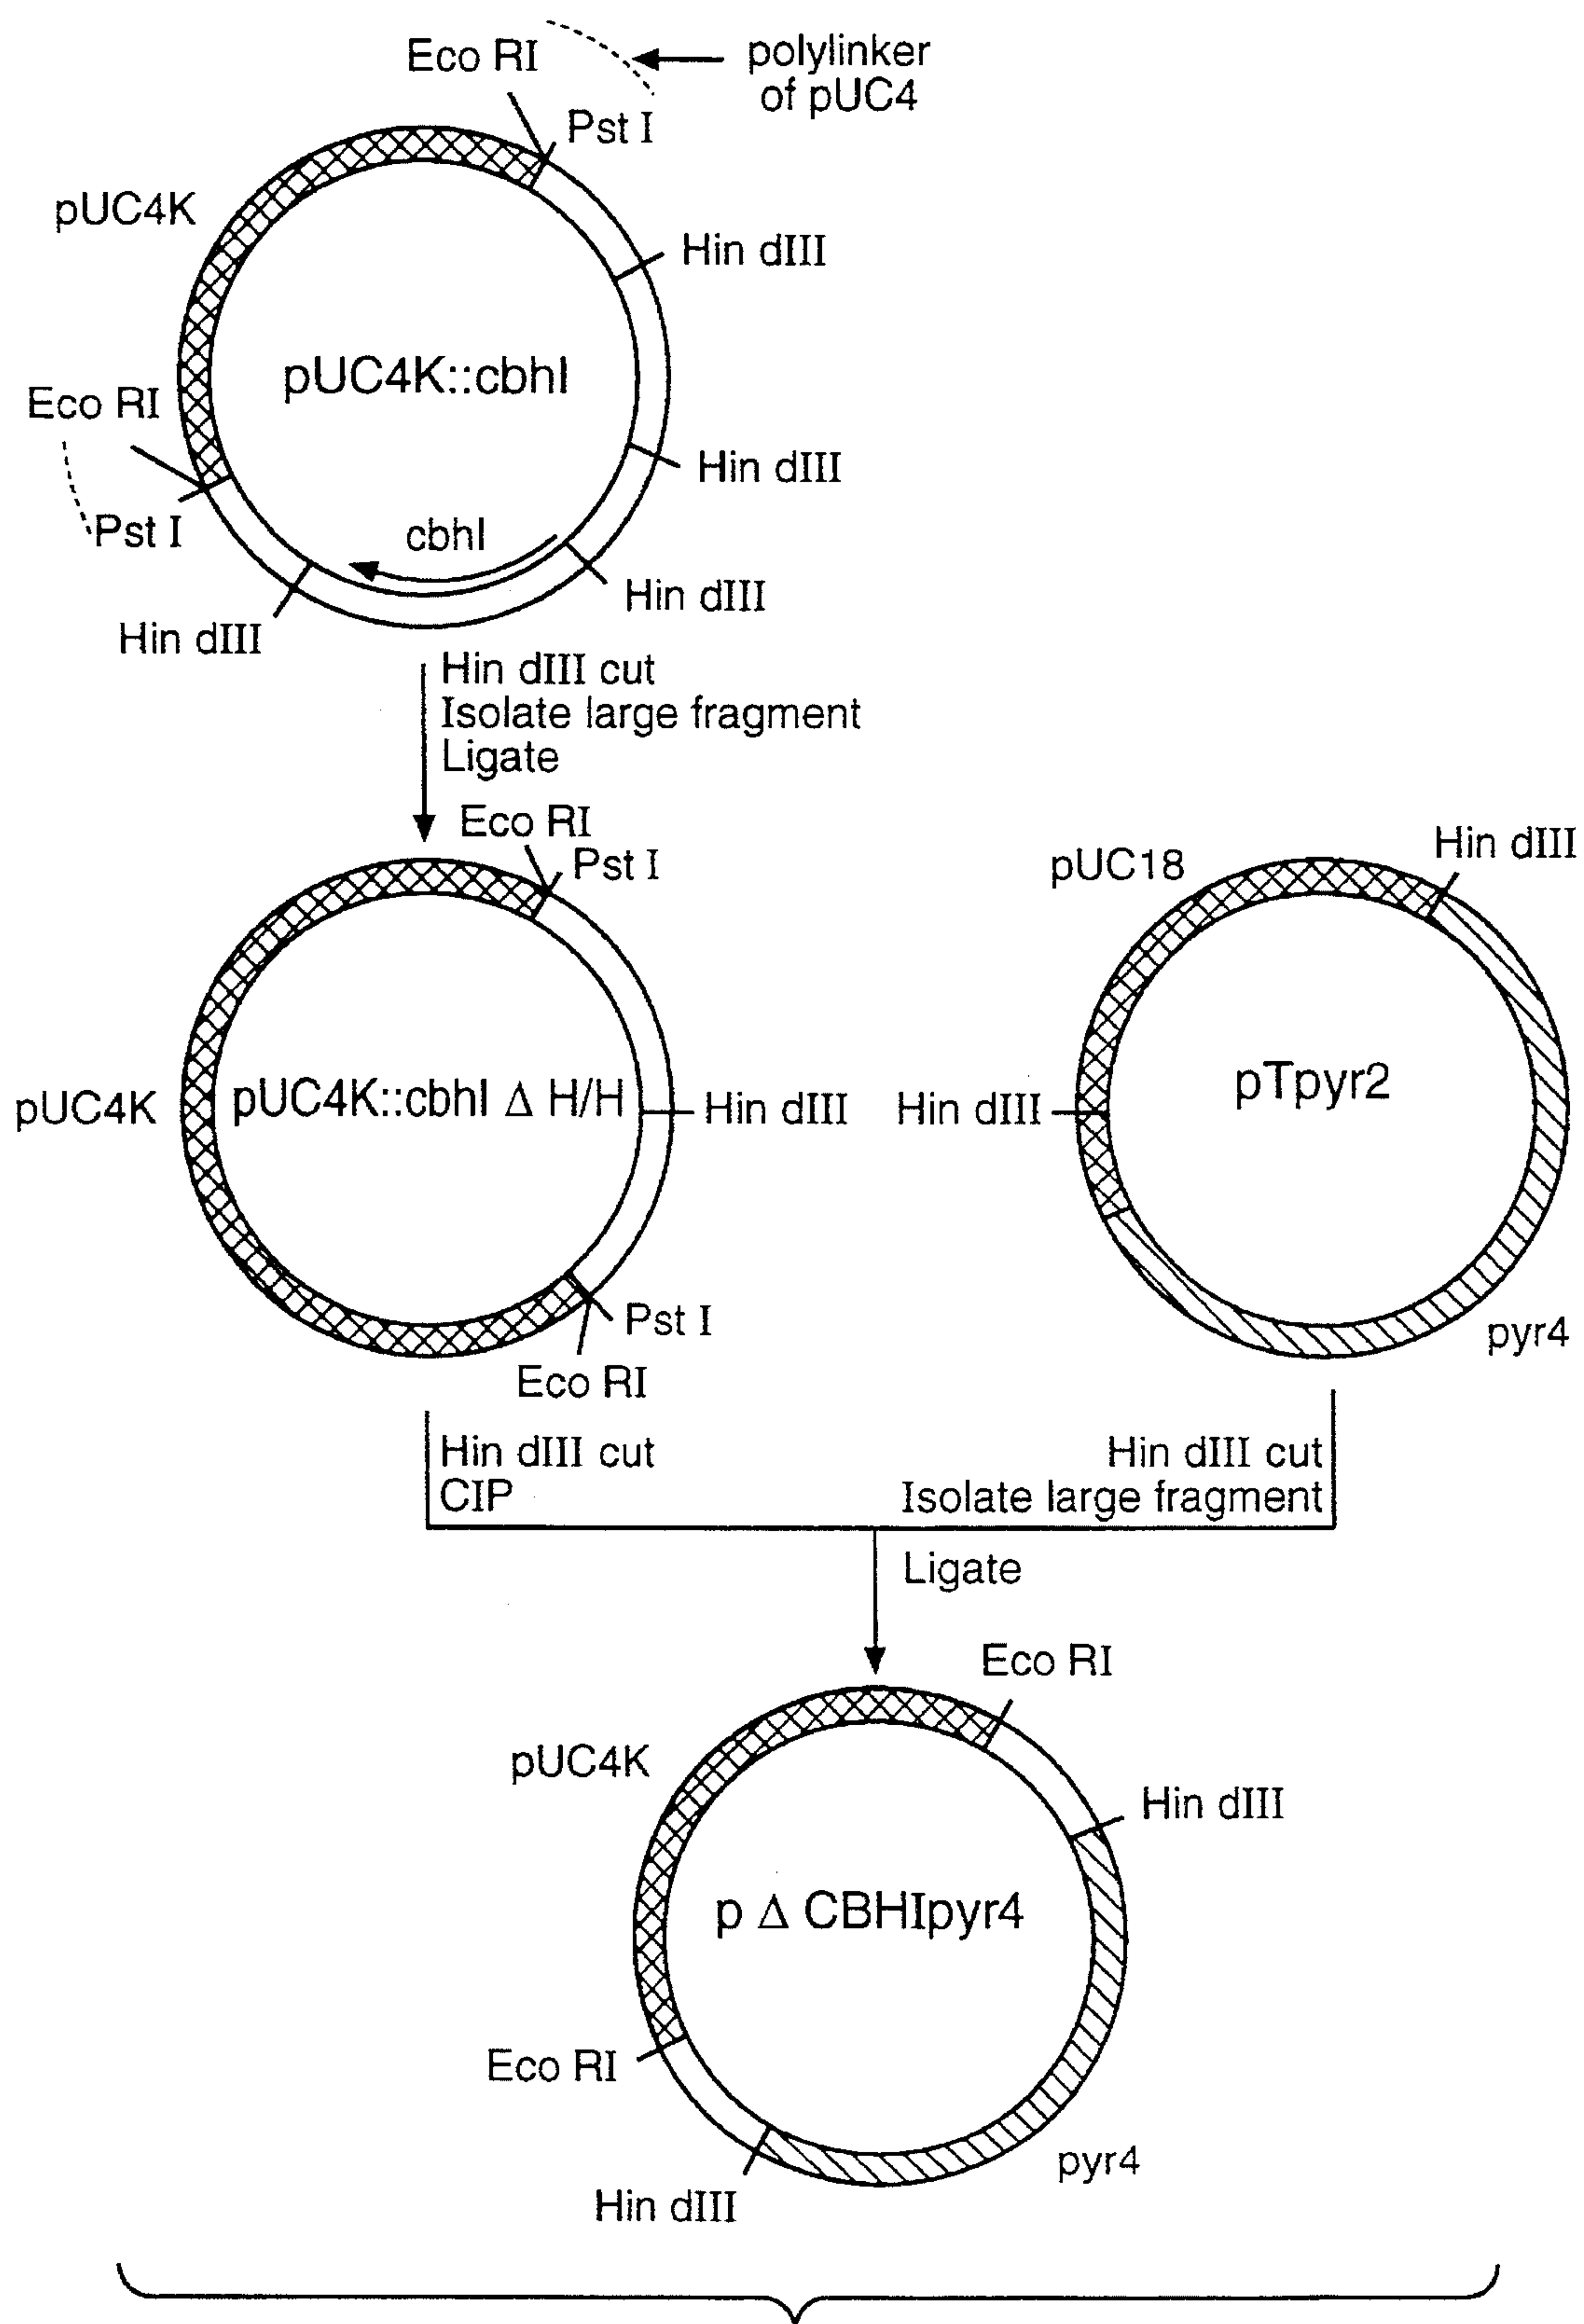 Eco RI
polylinker
of pUC4
Pst I
pUC4K
Hin dIII
pUC4K::cbhI
Eco RI
Hin dIII
Pst I
cbhI
Hin dIII
Hin dIII
Hin dIII cut
Isolate large fragment
Ligate
Eco RI
Pst I
pUC18
Hin dIII
pUC4K
pUC4K::cbhI Δ H/H
Hin dIII
Hin dIII
pTpyr2
Pst I
Eco RI
pyr4
Hin dIII cut
CIP
Hin dIII cut
Isolate large fragment
Ligate
Eco RI
pUC4K
Hin dIII
p Δ CBHIpyr4
Eco RI
Hin dIII
pyr4